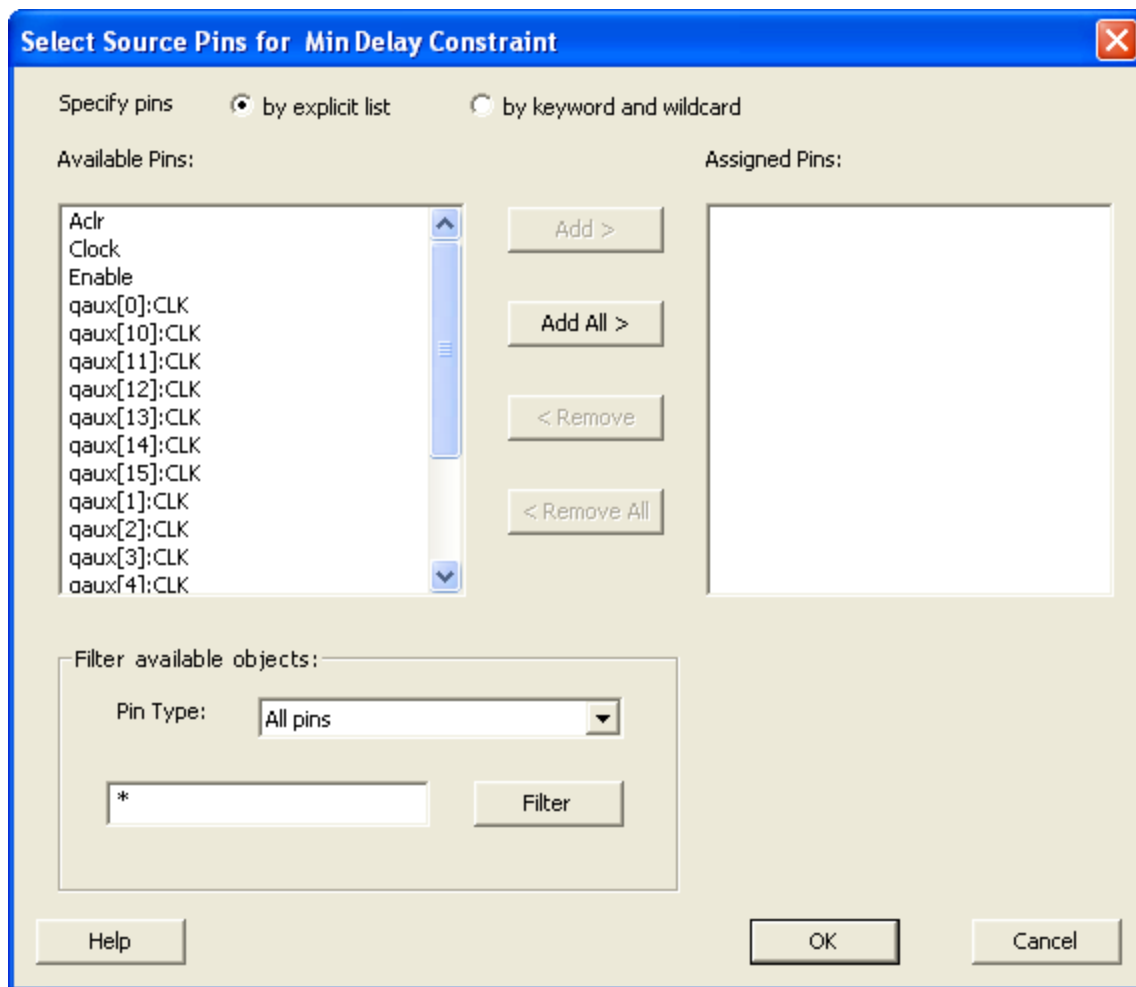 Select Source Pins for Min Delay Constraint
Specify pins by explicit list by keyword and wildcard
Available Pins: Assigned Pins:
Aclr
Clock
Enable
qaux[0]:CLK
qaux[10]:CLK
qaux[11]:CLK
qaux[12]:CLK
qaux[13]:CLK
qaux[14]:CLK
qaux[15]:CLK
qaux[1]:CLK
qaux[2]:CLK
qaux[3]:CLK
qaux[4]:CLK
Add >
Add All >
< Remove
< Remove All
Filter available objects:
Pin Type: All pins
* Filter
Help OK Cancel